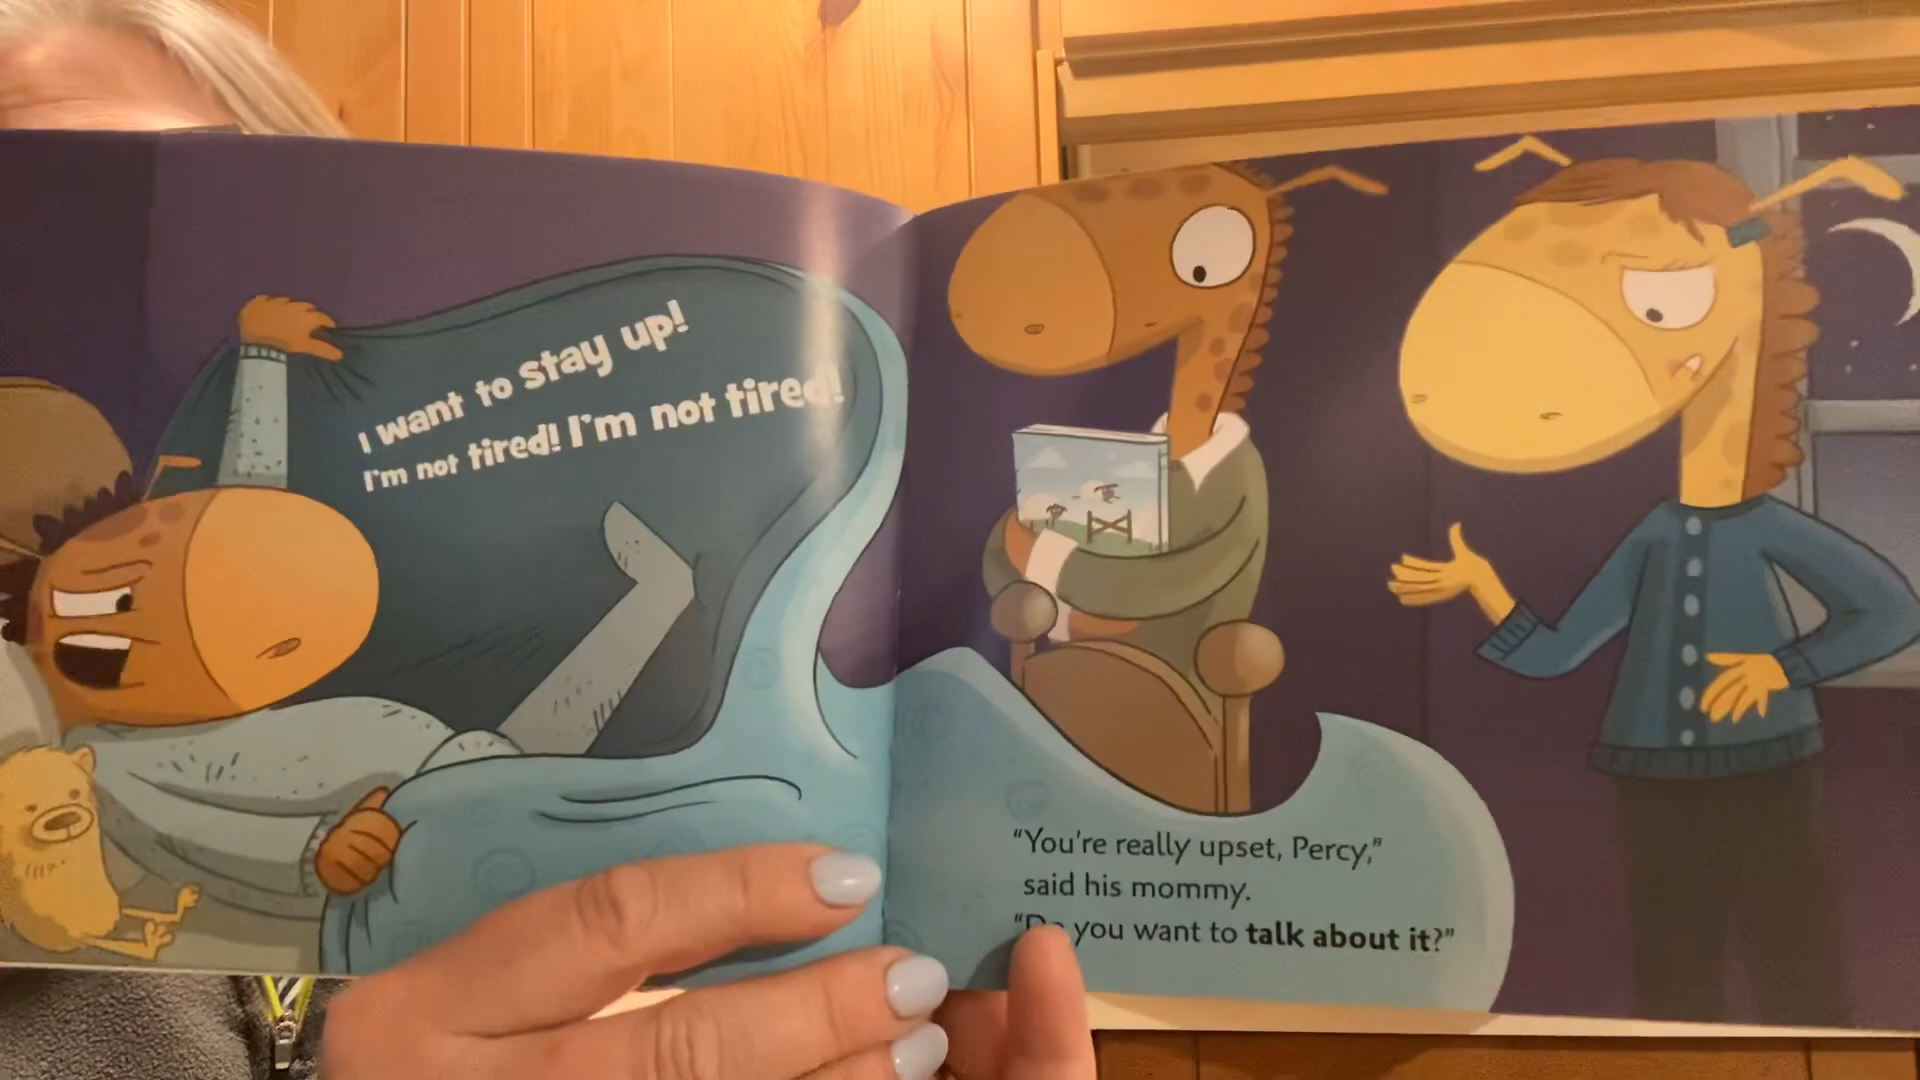 I want to stay up!
I'm not tired! I'm not tired!
“You're really upset, Percy,”
said his mommy.
“Do you want to talk about it?”